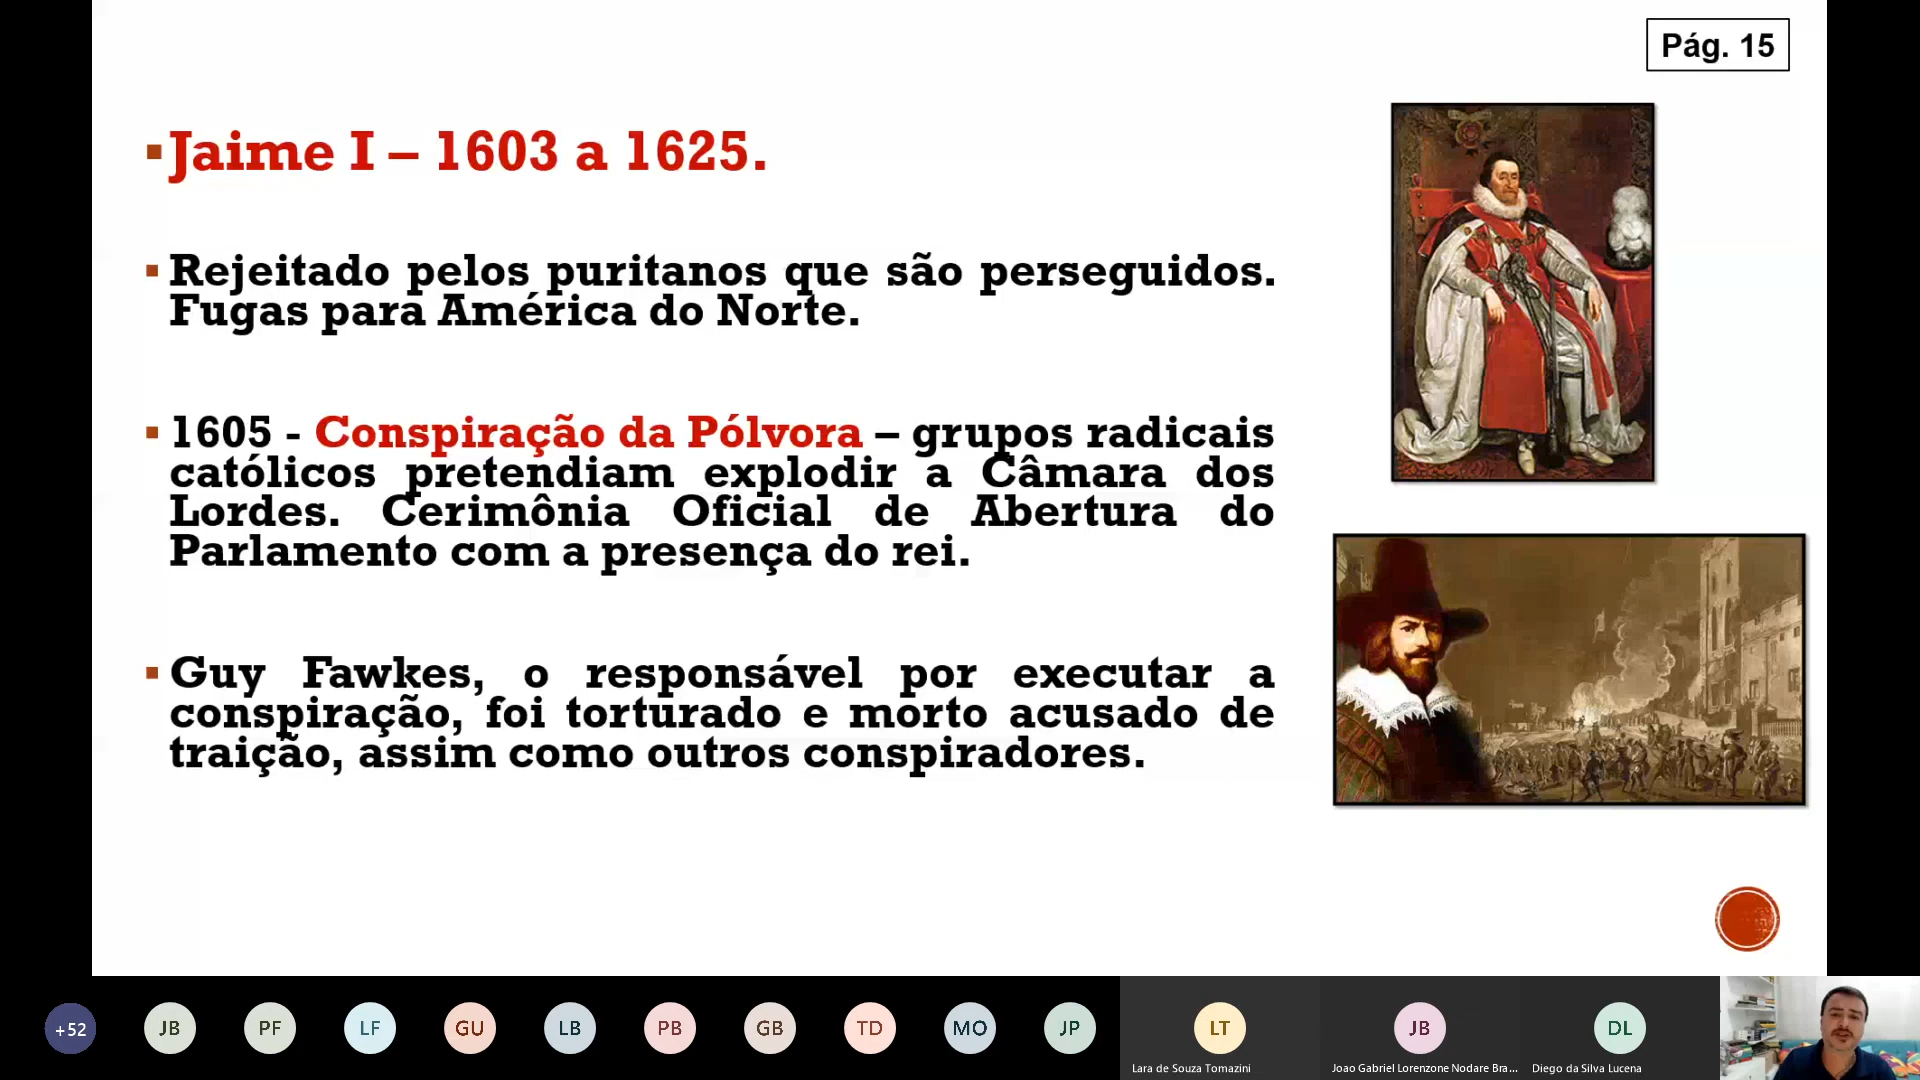 Pág. 15
Jaime I – 1603 a 1625.
Rejeitado pelos puritanos que são perseguidos.
Fugas para América do Norte.
1605 - Conspiração da Pólvora – grupos radicais
católicos pretendiam explodir a Câmara dos
Lordes. Cerimônia Oficial de Abertura do
Parlamento com a presença do rei.
Guy Fawkes, o responsável por executar a
conspiração, foi torturado e morto acusado de
traição, assim como outros conspiradores.
+52 JB PF LF GU LB PB GB TD MO JP LT JB DL
Lara de Souza Tomazini Joao Gabriel Lorenzone Nodare Bra... Diego da Silva Lucena